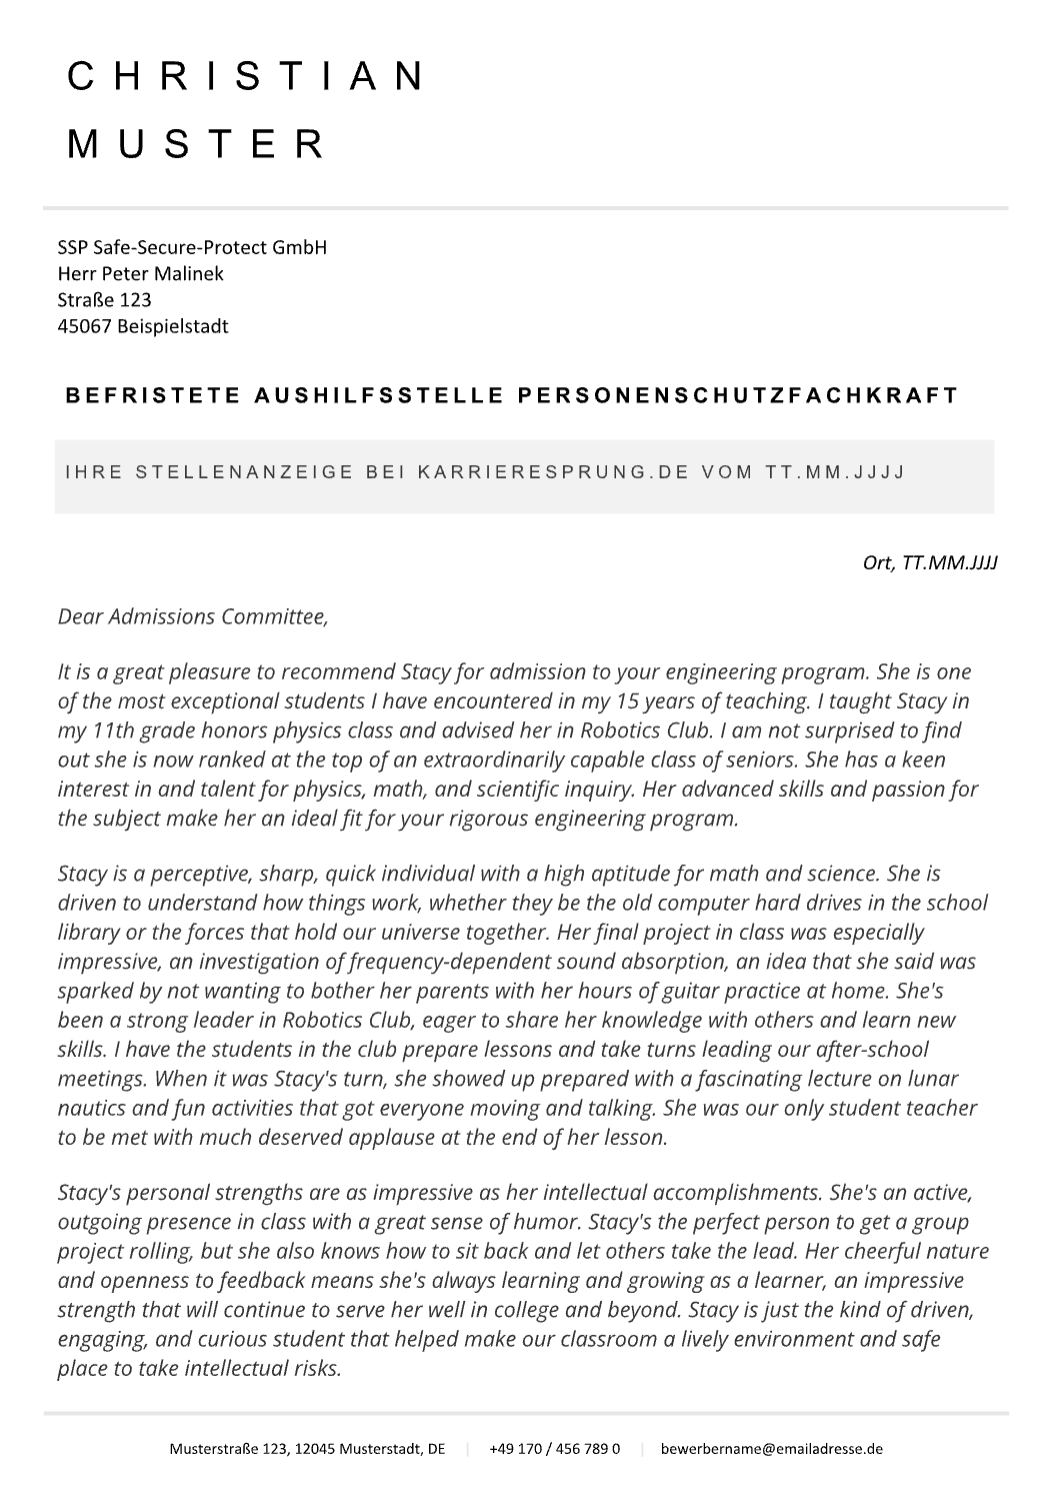 CHRISTIAN
MUSTER
SSP Safe-Secure-Protect GmbH
Herr Peter Malinek
Straße 123
45067 Beispielstadt
BEFRISTETE AUSHILFSSTELLE PERSONENSCHUTZFACHKRAFT
IHRE STELLENANZEIGE BEI KARRIERESPRUNG.DE VOM TT.MM.JJJJ
Ort, TT.MM.JJJJ
Dear Admissions Committee,
It is a great pleasure to recommend Stacy for admission to your engineering program. She is one
of the most exceptional students I have encountered in my 15 years of teaching. I taught Stacy in
my 11th grade honors physics class and advised her in Robotics Club. I am not surprised to find
out she is now ranked at the top of an extraordinarily capable class of seniors. She has a keen
interest in and talent for physics, math, and scientific inquiry. Her advanced skills and passion for
the subject make her an ideal fit for your rigorous engineering program.
Stacy is a perceptive, sharp, quick individual with a high aptitude for math and science. She is
driven to understand how things work, whether they be the old computer hard drives in the school
library or the forces that hold our universe together. Her final project in class was especially
impressive, an investigation of frequency-dependent sound absorption, an idea that she said was
sparked by not wanting to bother her parents with her hours of guitar practice at home. She's
been a strong leader in Robotics Club, eager to share her knowledge with others and learn new
skills. I have the students in the club prepare lessons and take turns leading our after-school
meetings. When it was Stacy's turn, she showed up prepared with a fascinating lecture on lunar
nautics and fun activities that got everyone moving and talking. She was our only student teacher
to be met with much deserved applause at the end of her lesson.
Stacy's personal strengths are as impressive as her intellectual accomplishments. She's an active,
outgoing presence in class with a great sense of humor. Stacy's the perfect person to get a group
project rolling, but she also knows how to sit back and let others take the lead. Her cheerful nature
and openness to feedback means she's always learning and growing as a learner, an impressive
strength that will continue to serve her well in college and beyond. Stacy is just the kind of driven,
engaging, and curious student that helped make our classroom a lively environment and safe
place to take intellectual risks.
Musterstraße 123, 12045 Musterstadt, DE | +49 170 / 456 789 0 | bewerbername@emailadresse.de